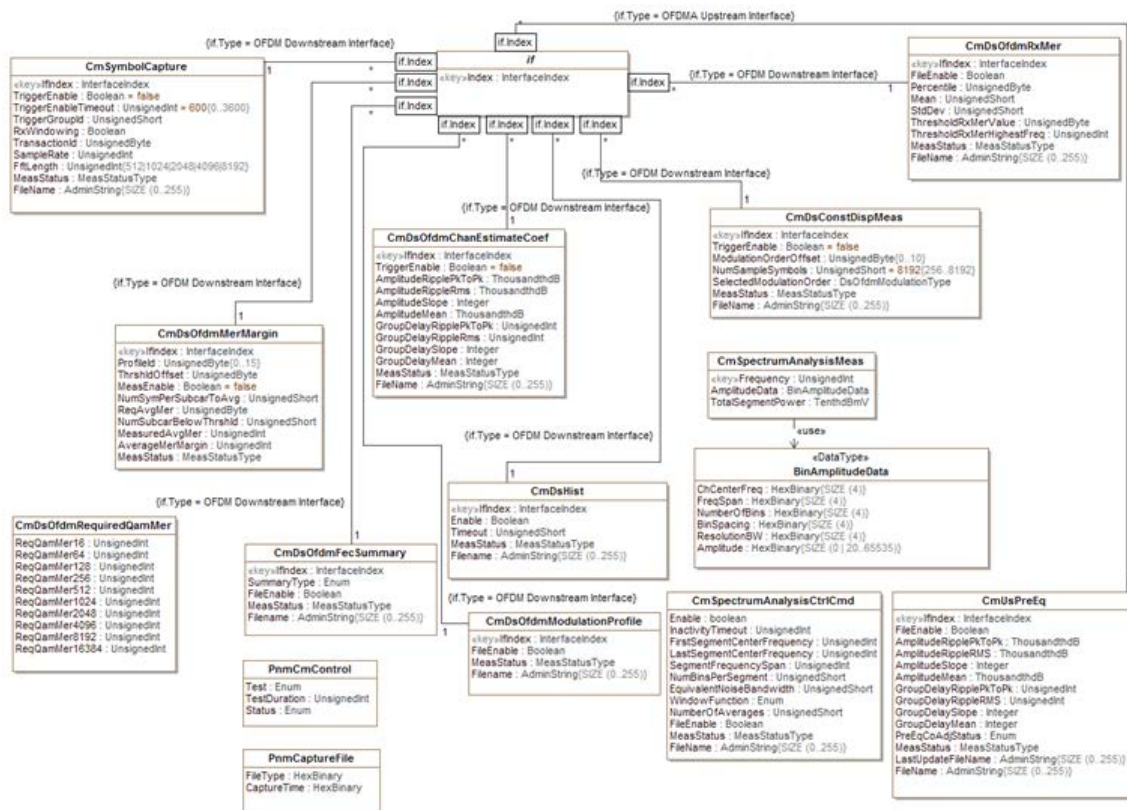 {if.Type = OFDMA Upstream Interface}
{if.Type = OFDM Downstream Interface}
*
if.Index
if
«key»Index : InterfaceIndex
if.Index
if.Index
if.Index
if.Index
if.Index
if.Index
if.Index
if.Index
*
*
*
*
*
*
*
*
CmSymbolCapture
«key»IfIndex : InterfaceIndex
TriggerEnable : Boolean = false
TriggerEnableTimeout : UnsignedInt = 600{0..3600}
TriggerGroupId : UnsignedShort
RxWindowing : Boolean
TransactionId : UnsignedByte
SampleRate : UnsignedInt
FftLength : UnsignedInt{512|1024|2048|4096|8192}
MeasStatus : MeasStatusType
FileName : AdminString{SIZE (0..255)}
1
{if.Type = OFDM Downstream Interface}
1
CmDsOfdmRxMer
«key»IfIndex : InterfaceIndex
FileEnable : Boolean
Percentile : UnsignedByte
Mean : UnsignedShort
StdDev : UnsignedShort
ThresholdRxMerValue : UnsignedByte
ThresholdRxMerHighestFreq : UnsignedInt
MeasStatus : MeasStatusType
FileName : AdminString{SIZE (0..255)}
{if.Type = OFDM Downstream Interface}
1
CmDsConstDispMeas
«key»IfIndex : InterfaceIndex
TriggerEnable : Boolean = false
ModulationOrderOffset : UnsignedByte{0..10}
NumSampleSymbols : UnsignedShort = 8192{256..8192}
SelectedModulationOrder : DsOfdmModulationType
MeasStatus : MeasStatusType
FileName : AdminString{SIZE (0..255)}
{if.Type = OFDM Downstream Interface}
1
CmDsOfdmChanEstimateCoef
«key»IfIndex : InterfaceIndex
TriggerEnable : Boolean = false
AmplitudeRipplePkToPk : ThousandthdB
AmplitudeRippleRms : ThousandthdB
AmplitudeSlope : Integer
AmplitudeMean : ThousandthdB
GroupDelayRipplePkToPk : UnsignedInt
GroupDelayRippleRms : UnsignedInt
GroupDelaySlope : Integer
GroupDelayMean : Integer
MeasStatus : MeasStatusType
FileName : AdminString{SIZE (0..255)}
{if.Type = OFDM Downstream Interface}
1
CmDsOfdmMerMargin
«key»IfIndex : InterfaceIndex
ProfileId : UnsignedByte{0..15}
ThrshldOffset : UnsignedByte
MeasEnable : Boolean = false
NumSymPerSubcarToAvg : UnsignedShort
ReqAvgMer : UnsignedByte
NumSubcarBelowThrshld : UnsignedShort
MeasuredAvgMer : UnsignedInt
AverageMerMargin : UnsignedInt
MeasStatus : MeasStatusType
CmSpectrumAnalysisMeas
«key»Frequency : UnsignedInt
AmplitudeData : BinAmplitudeData
TotalSegmentPower : TenthdBmV
«use»
«DataType»
BinAmplitudeData
ChCenterFreq : HexBinary{SIZE (4)}
FreqSpan : HexBinary{SIZE (4)}
NumberOfBins : HexBinary{SIZE (4)}
BinSpacing : HexBinary{SIZE (4)}
ResolutionBW : HexBinary{SIZE (4)}
Amplitude : HexBinary{SIZE (0 | 20..65535)}
{if.Type = OFDM Downstream Interface}
1
CmDsHist
«key»IfIndex : InterfaceIndex
Enable : Boolean
Timeout : UnsignedShort
MeasStatus : MeasStatusType
Filename : AdminString{SIZE (0..255)}
{if.Type = OFDM Downstream Interface}
1
CmDsOfdmFecSummary
«key»IfIndex : InterfaceIndex
SummaryType : Enum
FileEnable : Boolean
MeasStatus : MeasStatusType
Filename : AdminString{SIZE (0..255)}
CmDsOfdmRequiredQamMer
ReqQamMer16 : UnsignedInt
ReqQamMer64 : UnsignedInt
ReqQamMer128 : UnsignedInt
ReqQamMer256 : UnsignedInt
ReqQamMer512 : UnsignedInt
ReqQamMer1024 : UnsignedInt
ReqQamMer2048 : UnsignedInt
ReqQamMer4096 : UnsignedInt
ReqQamMer8192 : UnsignedInt
ReqQamMer16384 : UnsignedInt
{if.Type = OFDM Downstream Interface}
1
CmDsOfdmModulationProfile
«key»IfIndex : InterfaceIndex
FileEnable : Boolean
MeasStatus : MeasStatusType
Filename : AdminString{SIZE (0..255)}
CmSpectrumAnalysisCtrlCmd
Enable : boolean
InactivityTimeout : UnsignedInt
FirstSegmentCenterFrequency : UnsignedInt
LastSegmentCenterFrequency : UnsignedInt
SegmentFrequencySpan : UnsignedInt
NumBinsPerSegment : UnsignedShort
EquivalentNoiseBandwidth : UnsignedShort
WindowFunction : Enum
NumberOfAverages : UnsignedShort
FileEnable : Boolean
MeasStatus : MeasStatusType
FileName : AdminString{SIZE (0..255)}
1
CmUsPreEq
«key»IfIndex : InterfaceIndex
FileEnable : Boolean
AmplitudeRipplePkToPk : ThousandthdB
AmplitudeRippleRMS : ThousandthdB
AmplitudeSlope : Integer
AmplitudeMean : ThousandthdB
GroupDelayRipplePkToPk : UnsignedInt
GroupDelayRippleRMS : UnsignedInt
GroupDelaySlope : Integer
GroupDelayMean : Integer
PreEqCoAdjStatus : Enum
MeasStatus : MeasStatusType
LastUpdateFileName : AdminString{SIZE (0..255)}
FileName : AdminString{SIZE (0..255)}
PnmCmControl
Test : Enum
TestDuration : UnsignedInt
Status : Enum
PnmCaptureFile
FileType : HexBinary
CaptureTime : HexBinary